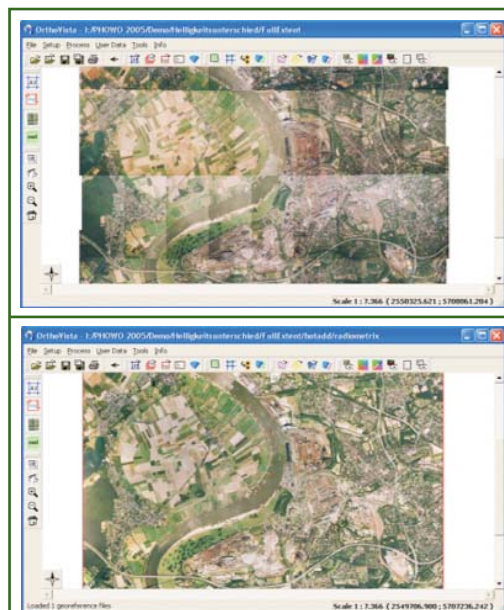 OrthoVista - I:/PHOWO 2005/Demo/Helligkeitsunterschied/FullExtent
File Setup Process User Data Tools Info
Scale 1 : 7.366 ( 2550325.621 ; 5708061.204 )
OrthoVista - I:/PHOWO 2005/Demo/Helligkeitsunterschied/FullExtent/hotadd/radiometrix
File Setup Process User Data Tools Info
Loaded 1 georeference files
Scale 1 : 7.366 ( 2549706.900 ; 5707236.242 )